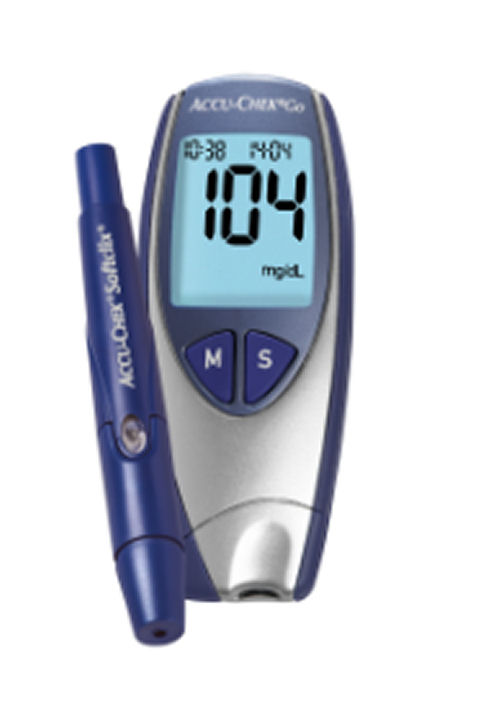 ACCU-CHEK® Go
10-38 14-04
104
mg/dL
M S
ACCU-CHEK® Softclix®